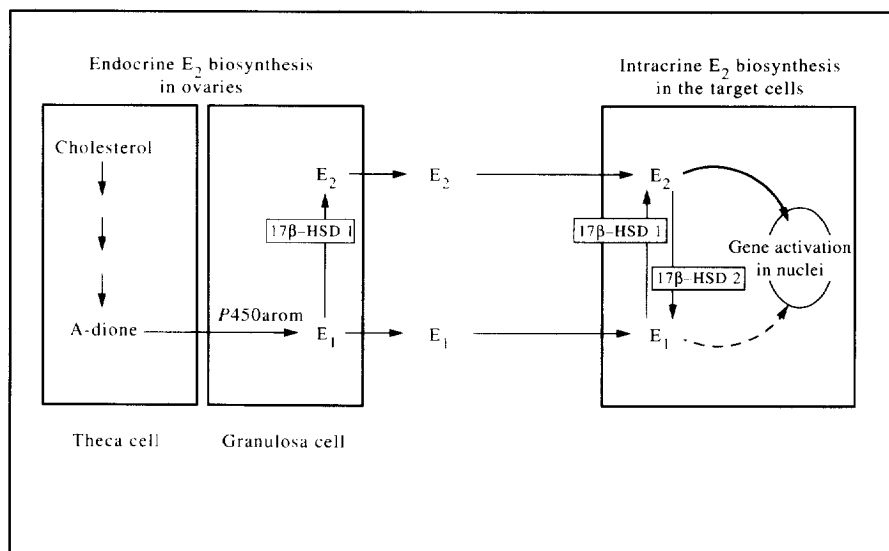 Endocrine E₂ biosynthesis
in ovaries
Intracrine E₂ biosynthesis
in the target cells
Cholesterol
E₂
E₂
E₂
17β–HSD 1
17β–HSD 1
Gene activation
in nuclei
17β–HSD 2
P450arom
A-dione
E₁
E₁
E₁
Theca cell
Granulosa cell